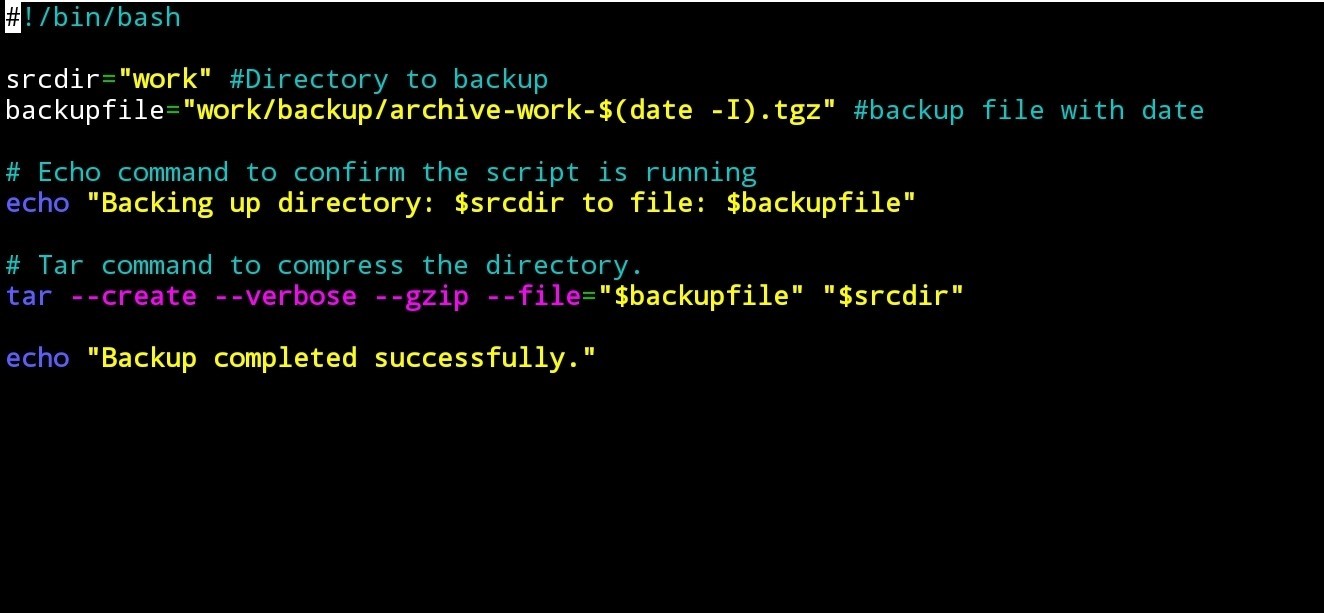 #!/bin/bash
srcdir="work" #Directory to backup
backupfile="work/backup/archive-work-$(date -I).tgz" #backup file with date
# Echo command to confirm the script is running
echo "Backing up directory: $srcdir to file: $backupfile"
# Tar command to compress the directory.
tar --create --verbose --gzip --file="$backupfile" "$srcdir"
echo "Backup completed successfully."